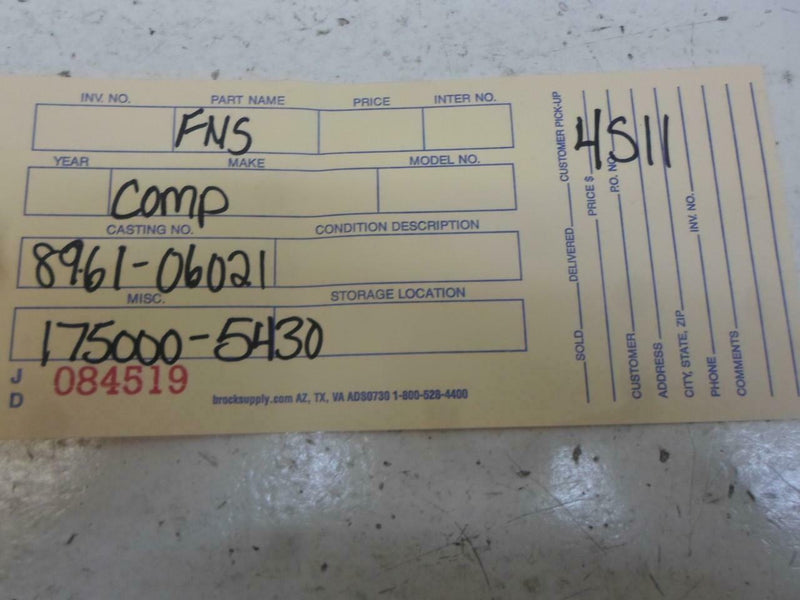 INV. NO. PART NAME PRICE INTER NO.
FNS
YEAR MAKE MODEL NO.
COMP
CASTING NO. CONDITION DESCRIPTION
8961-06021
MISC. STORAGE LOCATION
175000-5430
JD 084519
brocksupply.com AZ, TX, VA ADS0730 1-800-528-4400
4511
SOLD DELIVERED CUSTOMER PICK-UP
PRICE $ P.O. NO.
CUSTOMER
ADDRESS
CITY, STATE, ZIP
PHONE INV. NO.
COMMENTS